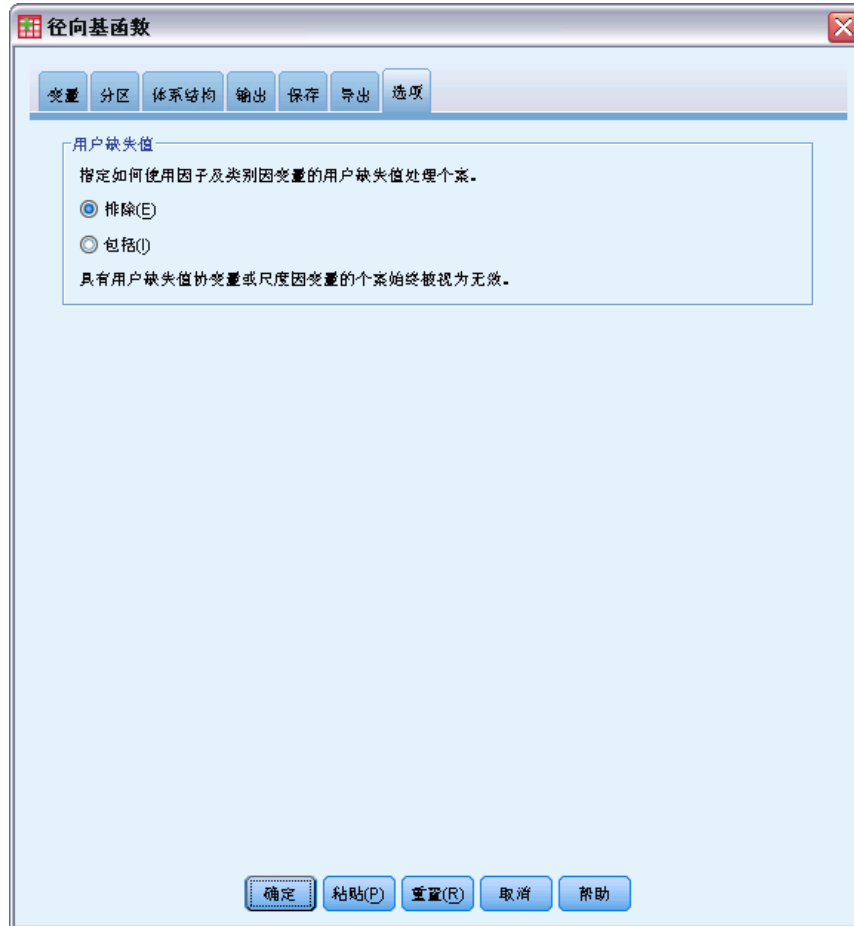 径向基函数
变量 分区 体系结构 输出 保存 导出 选项
用户缺失值
指定如何使用因子及类别因变量的用户缺失值处理个案。
排除(E)
包括(I)
具有用户缺失值协变量或尺度因变量的个案始终被视为无效。
确定 粘贴(P) 重置(R) 取消 帮助